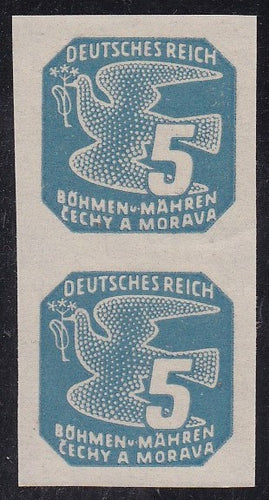 DEUTSCHES REICH
5
BÖHMEN u. MÄHREN
ČECHY A MORAVA
DEUTSCHES REICH
5
BÖHMEN u. MÄHREN
ČECHY A MORAVA